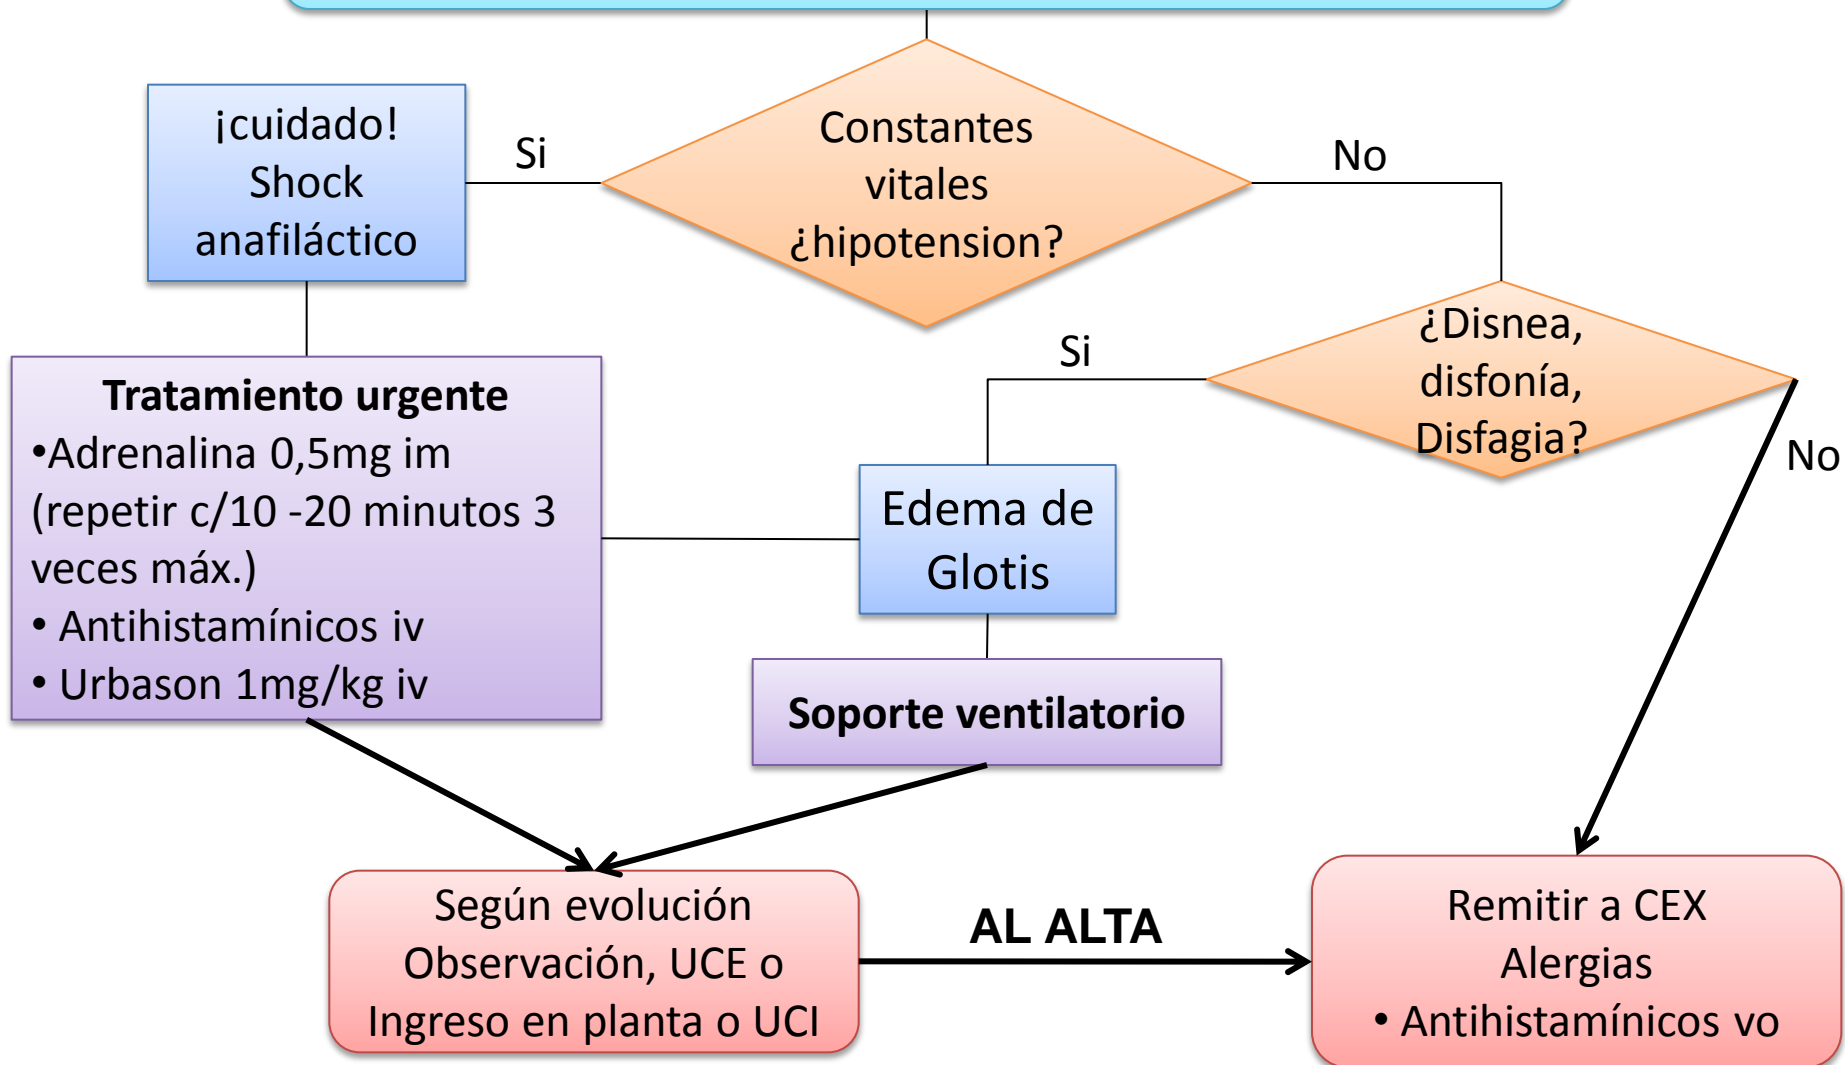 ¡cuidado!
Shock
anafiláctico
Si
Constantes
vitales
¿hipotension?
No
¿Disnea,
disfonía,
Disfagia?
Si
No
Tratamiento urgente
•Adrenalina 0,5mg im
(repetir c/10 -20 minutos 3
veces máx.)
• Antihistamínicos iv
• Urbason 1mg/kg iv
Edema de
Glotis
Soporte ventilatorio
Según evolución
Observación, UCE o
Ingreso en planta o UCI
AL ALTA
Remitir a CEX
Alergias
• Antihistamínicos vo